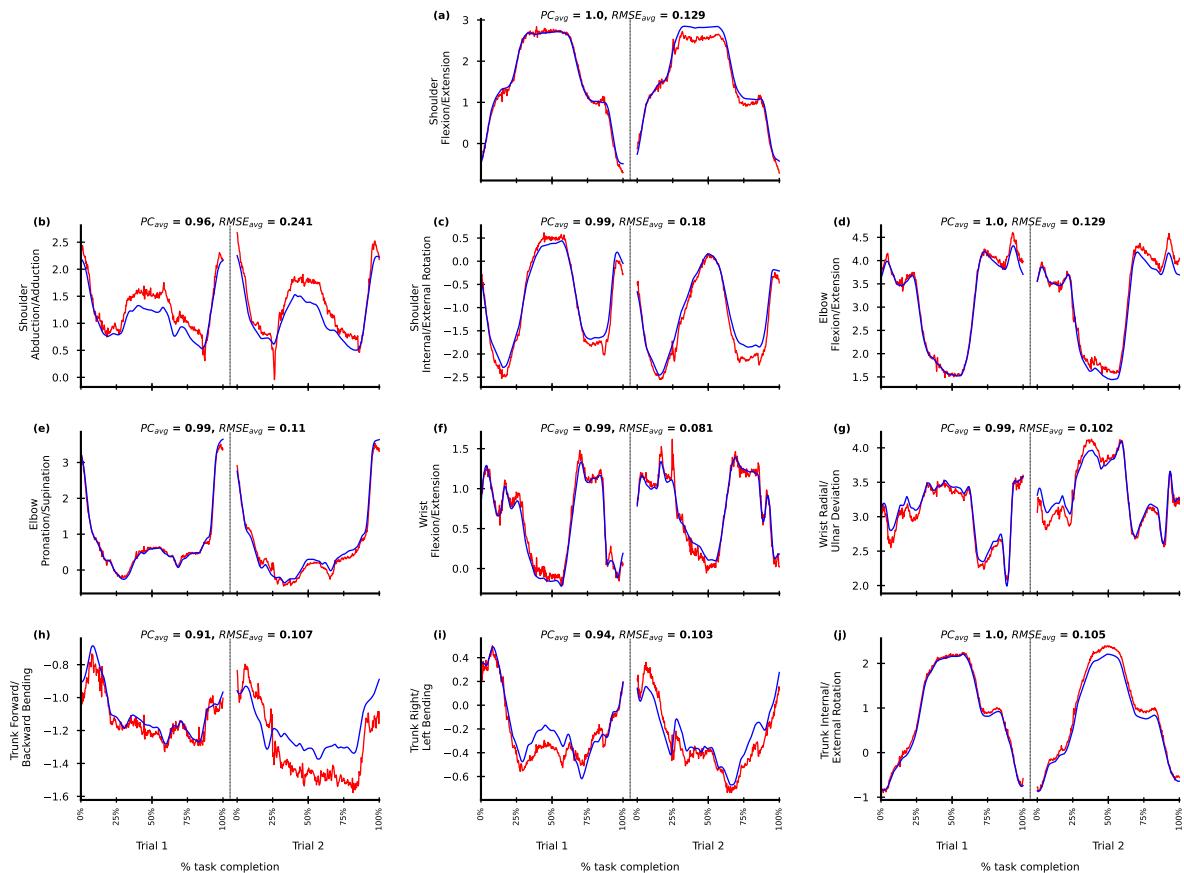 (a) PCavg = 1.0, RMSEavg = 0.129
Shoulder
Flexion/Extension
3
2
1
0
0%
25%
50%
75%
100%
0%
25%
50%
75%
100%
(b) PCavg = 0.96, RMSEavg = 0.241
Shoulder
Abduction/Adduction
2.5
2.0
1.5
1.0
0.5
0.0
(c) PCavg = 0.99, RMSEavg = 0.18
Shoulder
Internal/External Rotation
0.5
0.0
−0.5
−1.0
−1.5
−2.0
−2.5
(d) PCavg = 1.0, RMSEavg = 0.129
Elbow
Flexion/Extension
4.5
4.0
3.5
3.0
2.5
2.0
1.5
(e) PCavg = 0.99, RMSEavg = 0.11
Elbow
Pronation/Supination
3
2
1
0
(f) PCavg = 0.99, RMSEavg = 0.081
Wrist
Flexion/Extension
1.5
1.0
0.5
0.0
(g) PCavg = 0.99, RMSEavg = 0.102
Wrist Radial/
Ulnar Deviation
4.0
3.5
3.0
2.5
2.0
(h) PCavg = 0.91, RMSEavg = 0.107
Trunk Forward/
Backward Bending
−0.8
−1.0
−1.2
−1.4
−1.6
0%
25%
50%
75%
100%
0%
25%
50%
75%
100%
Trial 1
Trial 2
% task completion
(i) PCavg = 0.94, RMSEavg = 0.103
Trunk Right/
Left Bending
0.4
0.2
0.0
−0.2
−0.4
−0.6
0%
25%
50%
75%
100%
0%
25%
50%
75%
100%
Trial 1
Trial 2
% task completion
(j) PCavg = 1.0, RMSEavg = 0.105
Trunk Internal/
External Rotation
2
1
0
−1
0%
25%
50%
75%
100%
0%
25%
50%
75%
100%
Trial 1
Trial 2
% task completion